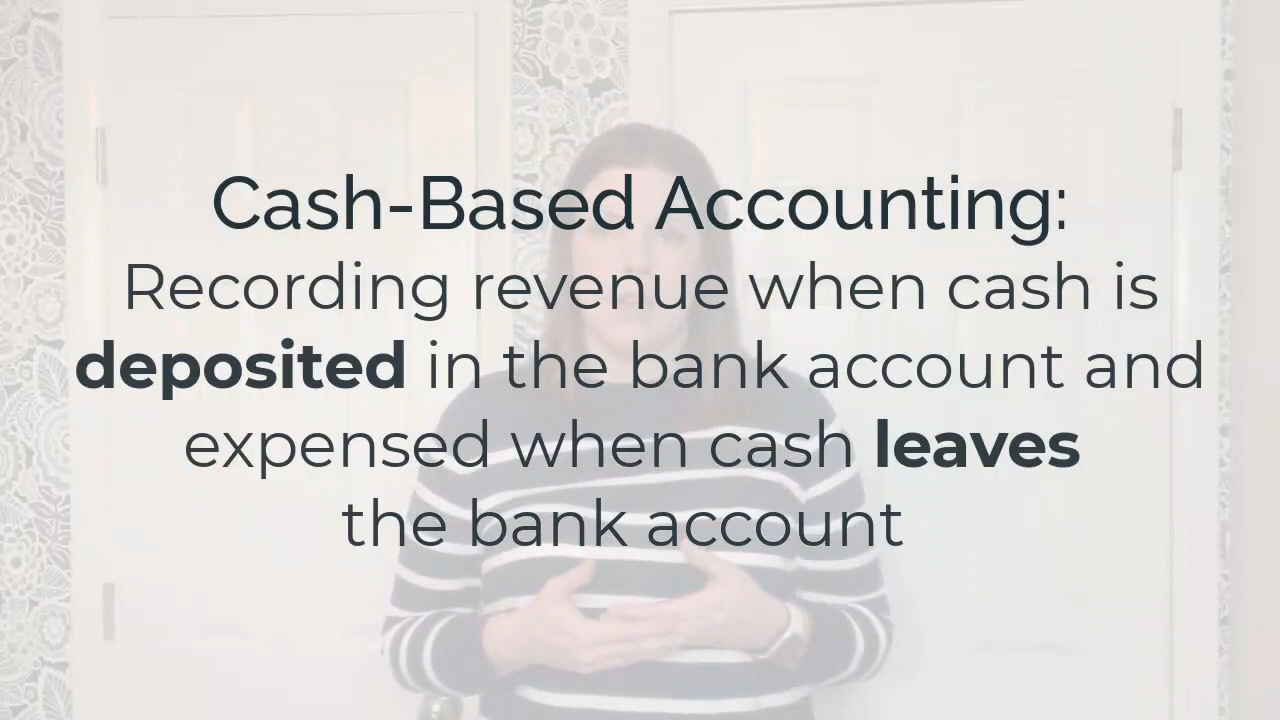 Cash-Based Accounting:
Recording revenue when cash is
deposited in the bank account and
expensed when cash leaves
the bank account